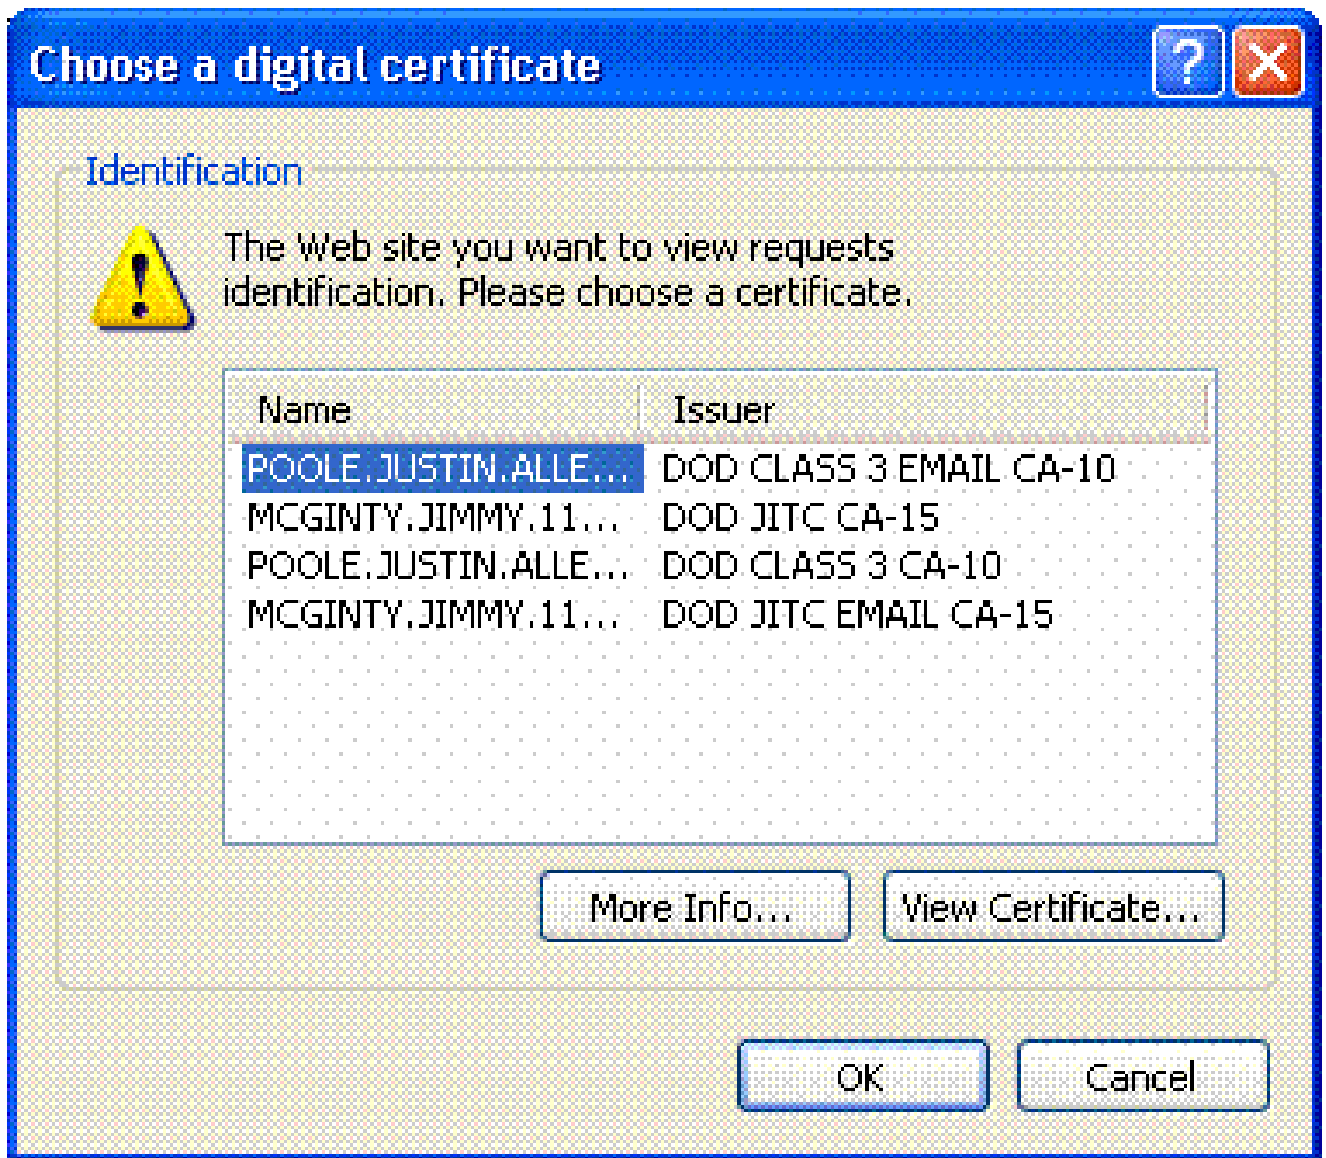 Choose a digital certificate
?
Identification
The Web site you want to view requests
identification. Please choose a certificate.
Name Issuer
POOLE.JUSTIN.ALLE... DOD CLASS 3 EMAIL CA-10
MCGINTY.JIMMY.11... DOD JITC CA-15
POOLE.JUSTIN.ALLE... DOD CLASS 3 CA-10
MCGINTY.JIMMY.11... DOD JITC EMAIL CA-15
More Info... View Certificate...
OK Cancel